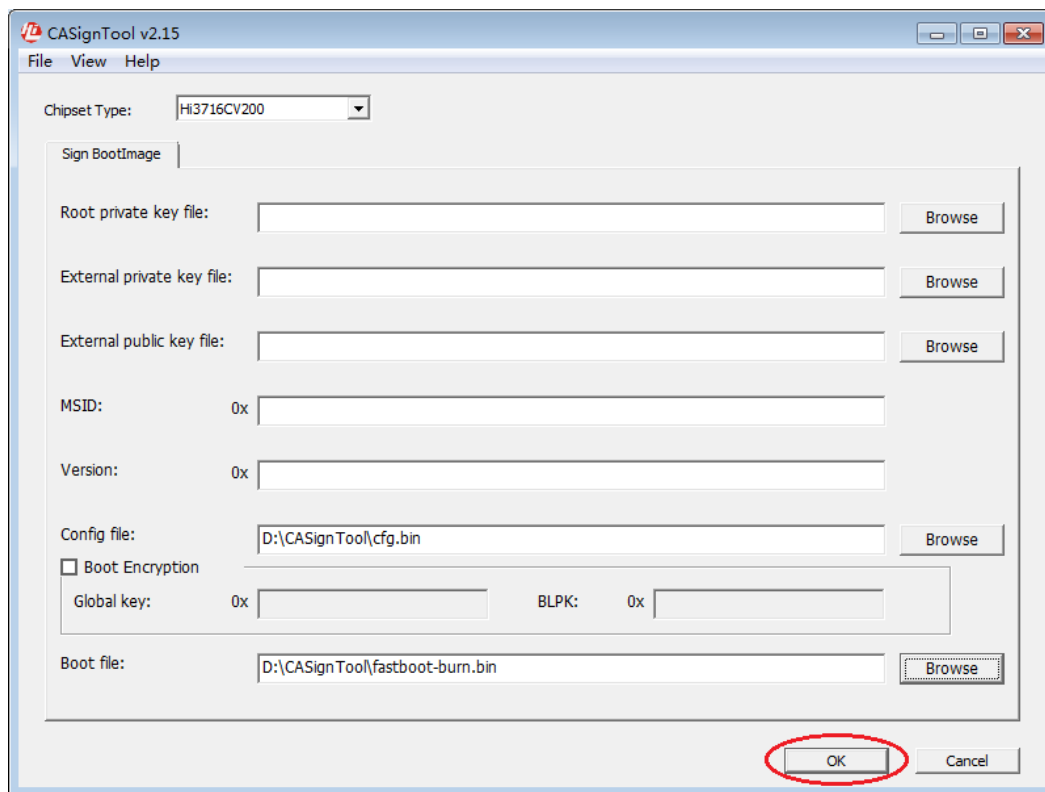 CASignTool v2.15
File View Help
Chipset Type: Hi3716CV200
Sign BootImage
Root private key file: Browse
External private key file: Browse
External public key file: Browse
MSID: 0x
Version: 0x
Config file: D:\CASignTool\cfg.bin Browse
Boot Encryption
Global key: 0x BLPK: 0x
Boot file: D:\CASignTool\fastboot-burn.bin Browse
OK Cancel